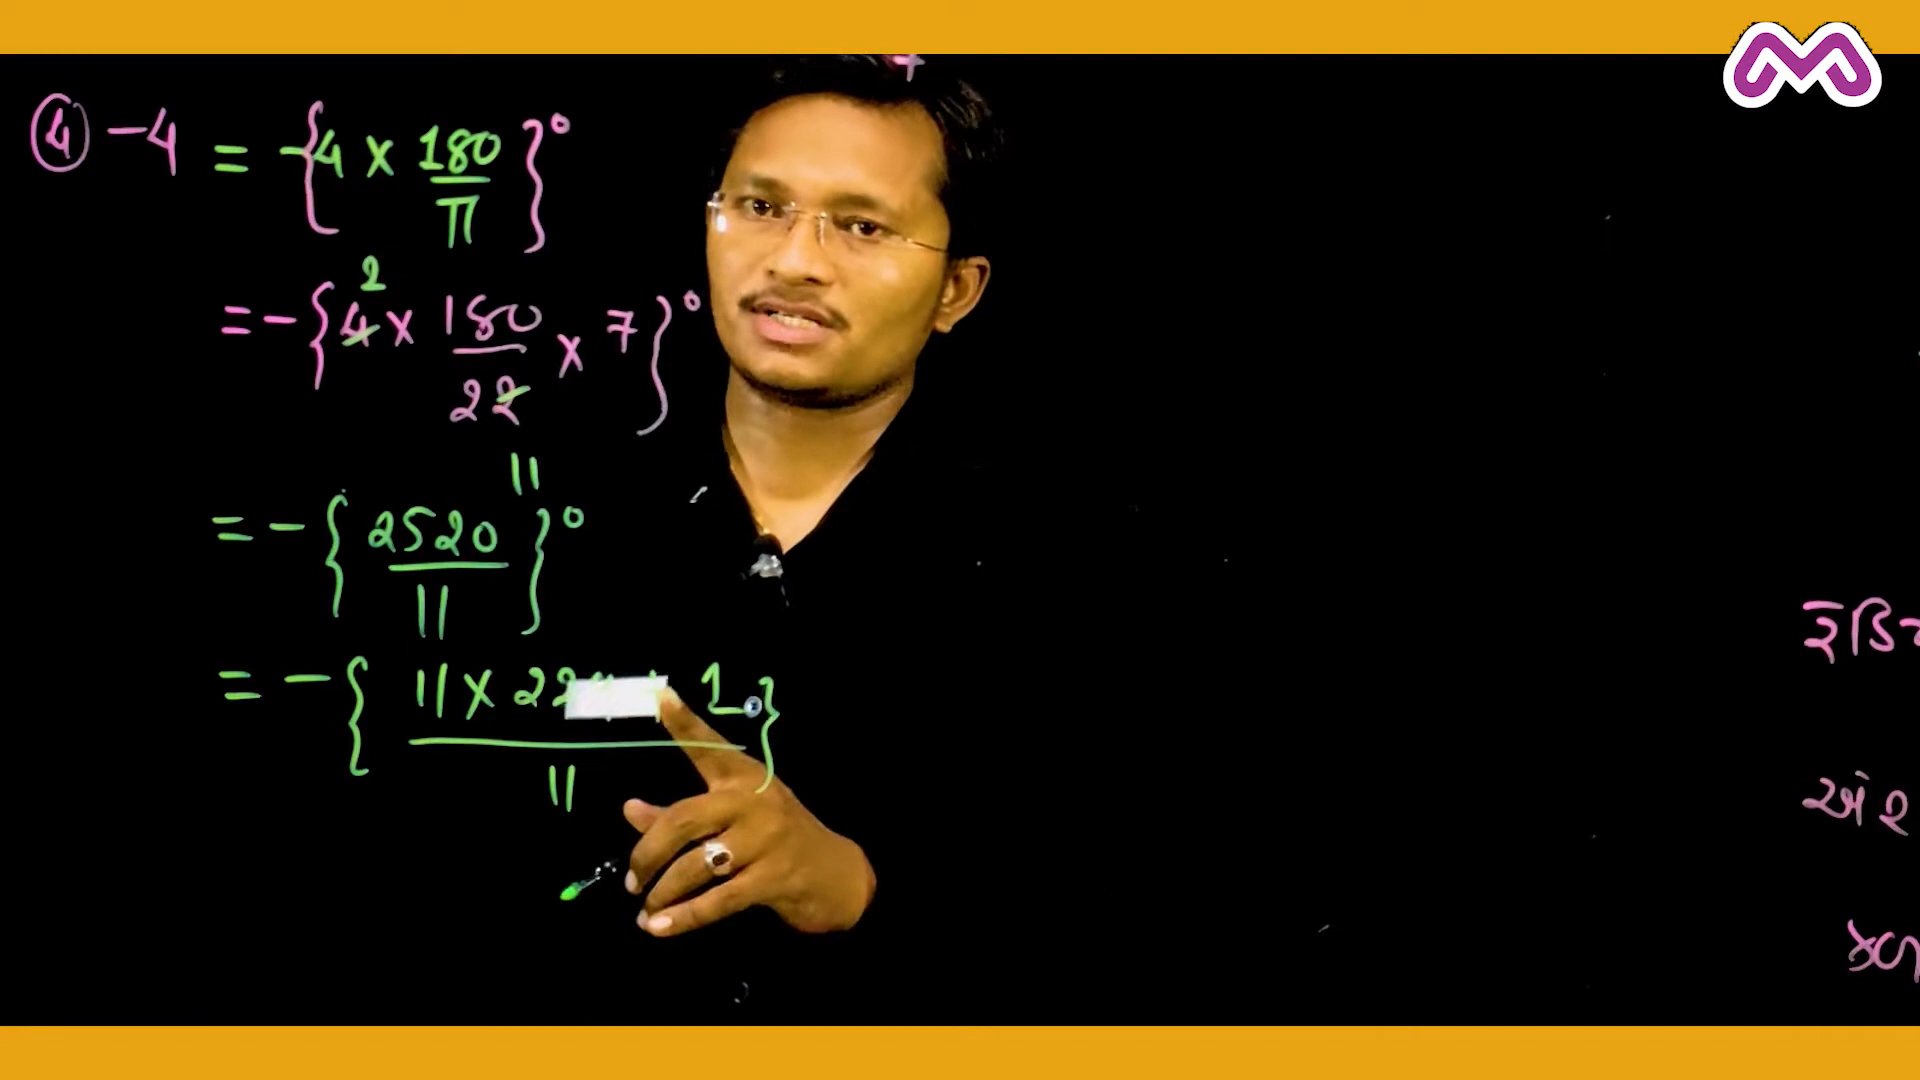 ④ -4 = -{4 × 180/π}°
= -{4 × 180/22 × 7}°
2
11
= -{2520/11}°
= -{11 × 22 1/11}